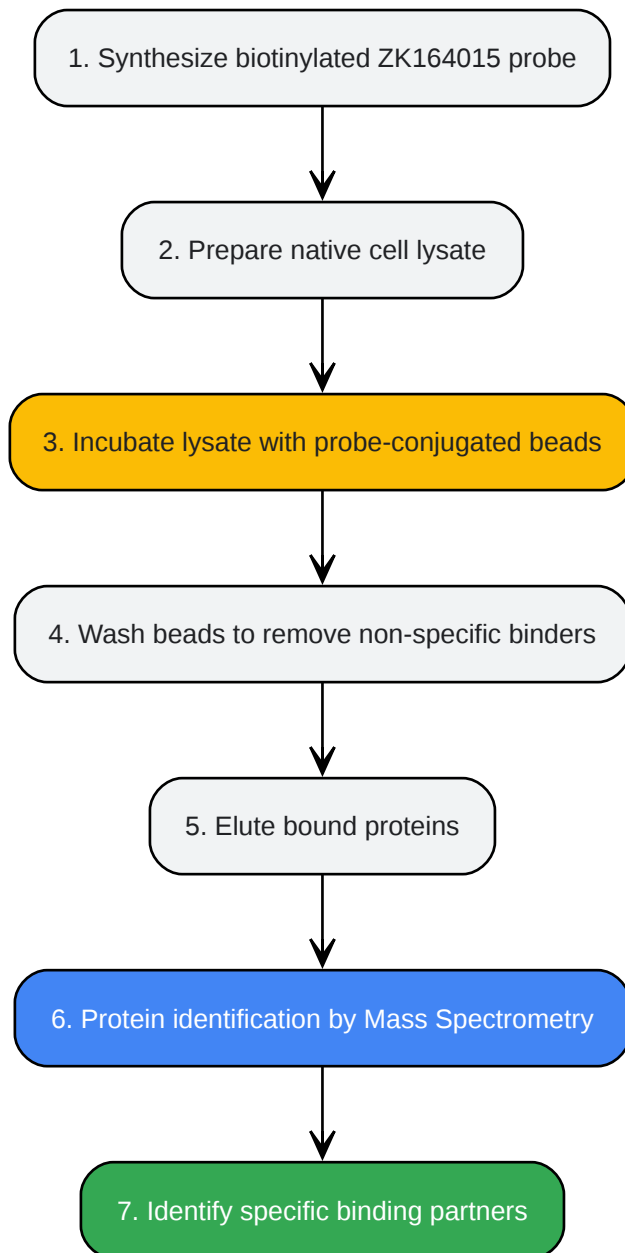 1. Synthesize biotinylated ZK164015 probe
2. Prepare native cell lysate
3. Incubate lysate with probe-conjugated beads
4. Wash beads to remove non-specific binders
5. Elute bound proteins
6. Protein identification by Mass Spectrometry
7. Identify specific binding partners